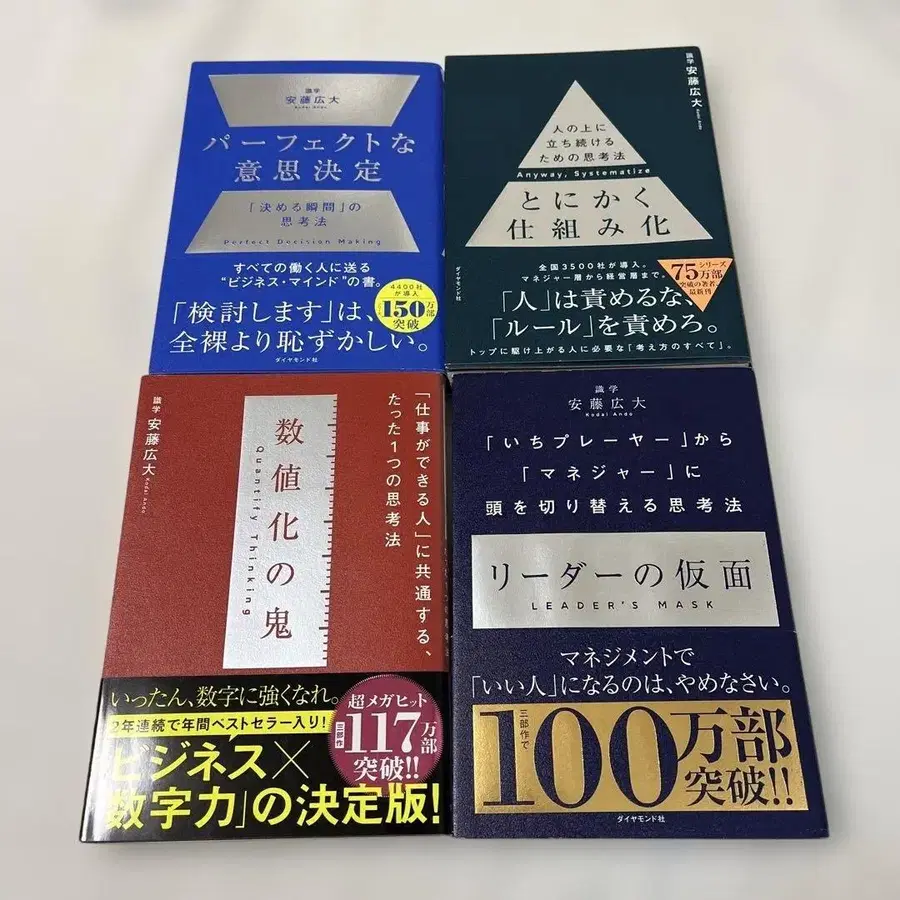 識学
安藤広大
Kodai Ando
パーフェクトな
意思決定
「決める瞬間」の
思考法
Perfect Decision Making
すべての働く人に送る
“ビジネス・マインド”の書。
4400社
が導入
150万部
突破
「検討します」は、
全裸より恥ずかしい。
ダイヤモンド社
識学 安藤広大 Kodai Ando
人の上に
立ち続ける
ための思考法
Anyway, Systematize
とにかく
仕組み化
全国3500社が導入。
マネジャー層から経営層まで。
シリーズ
75万部
突破の著者、
最新刊
「人」は責めるな、
「ルール」を責めろ。
トップに駆け上がる人に必要な「考え方のすべて」。
ダイヤモンド社
識学 安藤広大 Kodai Ando
数値化の鬼
Quantify Thinking
「仕事ができる人」に共通する、
たった1つの思考法
いったん、数字に強くなれ。
2年連続で年間ベストセラー入り!
ビジネス×
数字力」の決定版!
超メガヒット
三部作
117万部
突破!!
識学
安藤広大
Kodai Ando
「いちプレーヤー」から
「マネジャー」に
頭を切り替える思考法
リーダーの仮面
LEADER'S MASK
マネジメントで
「いい人」になるのは、やめなさい。
三部作で
100万部
突破!!
ダイヤモンド社